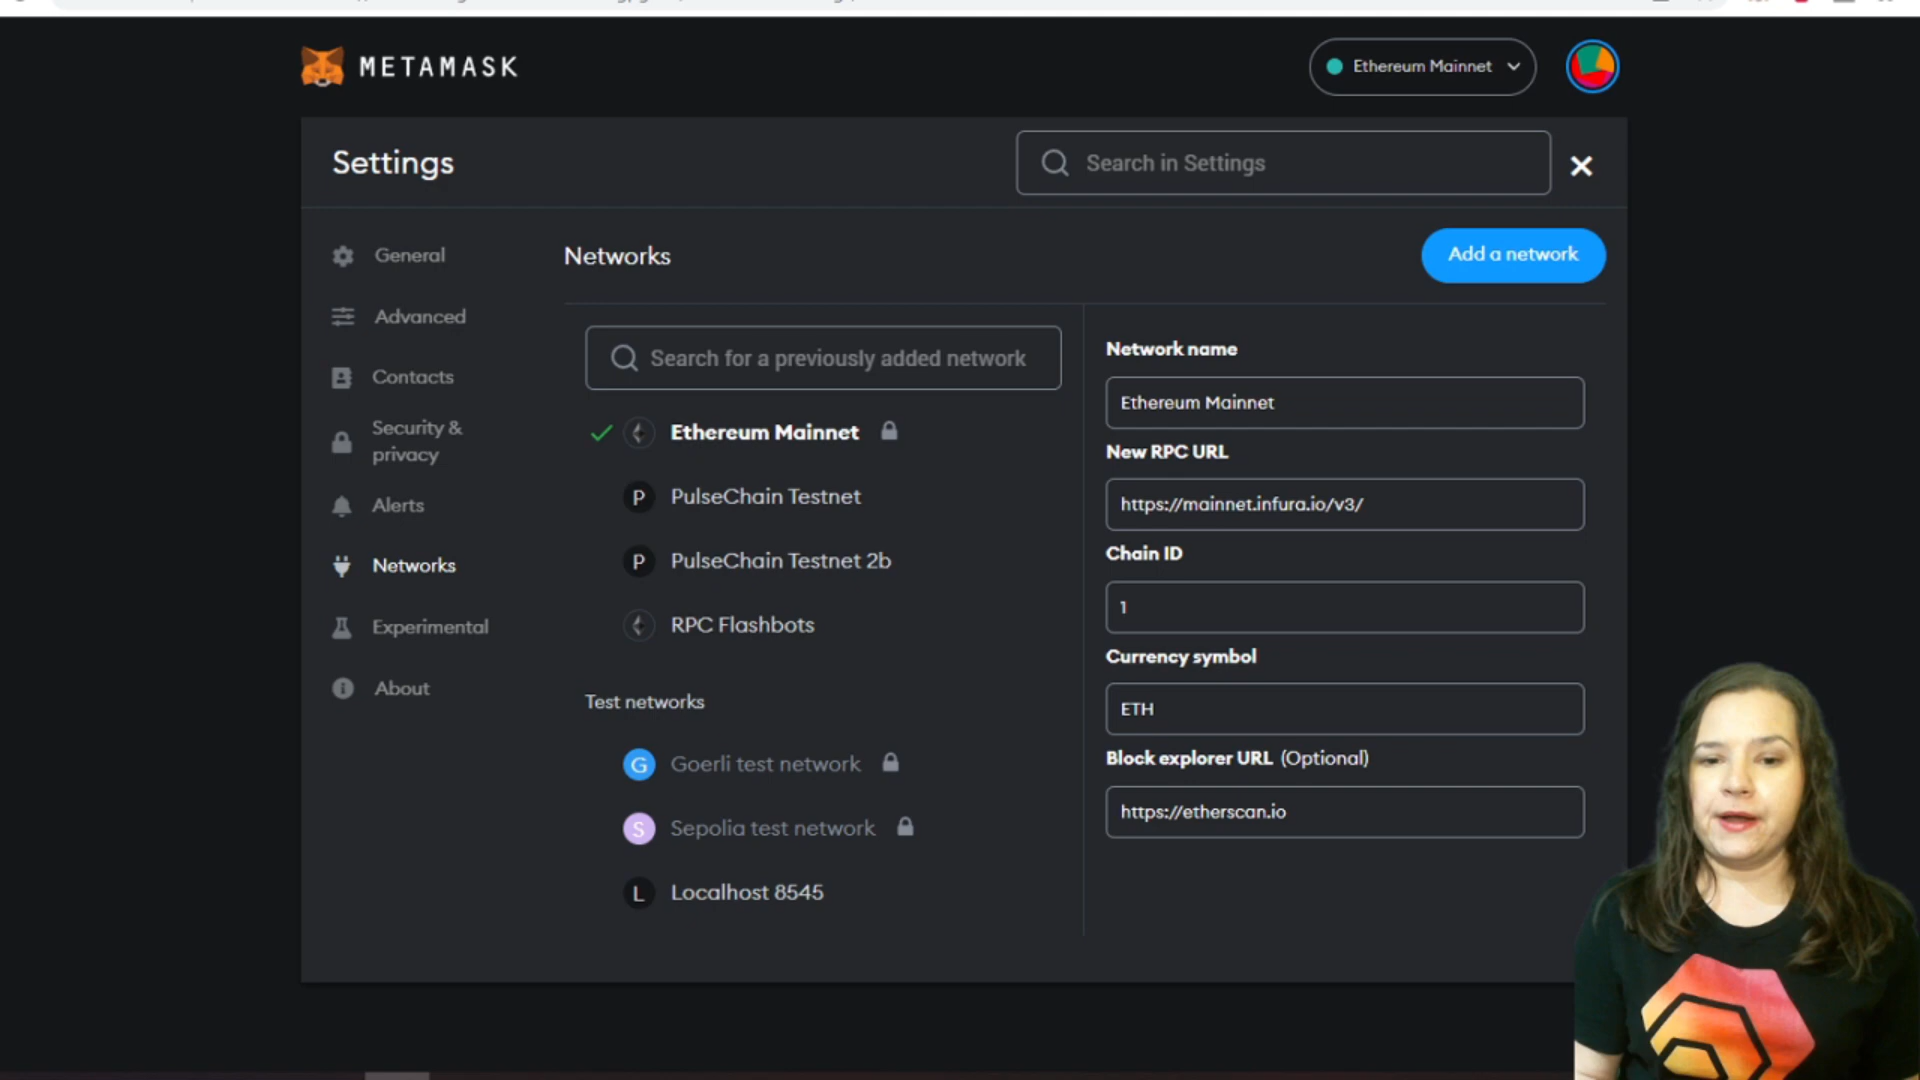 METAMASK
Ethereum Mainnet
Settings
Search in Settings
General
Advanced
Contacts
Security &
privacy
Alerts
Networks
Experimental
About
Networks
Add a network
Search for a previously added network
Ethereum Mainnet
P PulseChain Testnet
P PulseChain Testnet 2b
RPC Flashbots
Test networks
G Goerli test network
S Sepolia test network
L Localhost 8545
Network name
Ethereum Mainnet
New RPC URL
https://mainnet.infura.io/v3/
Chain ID
1
Currency symbol
ETH
Block explorer URL (Optional)
https://etherscan.io